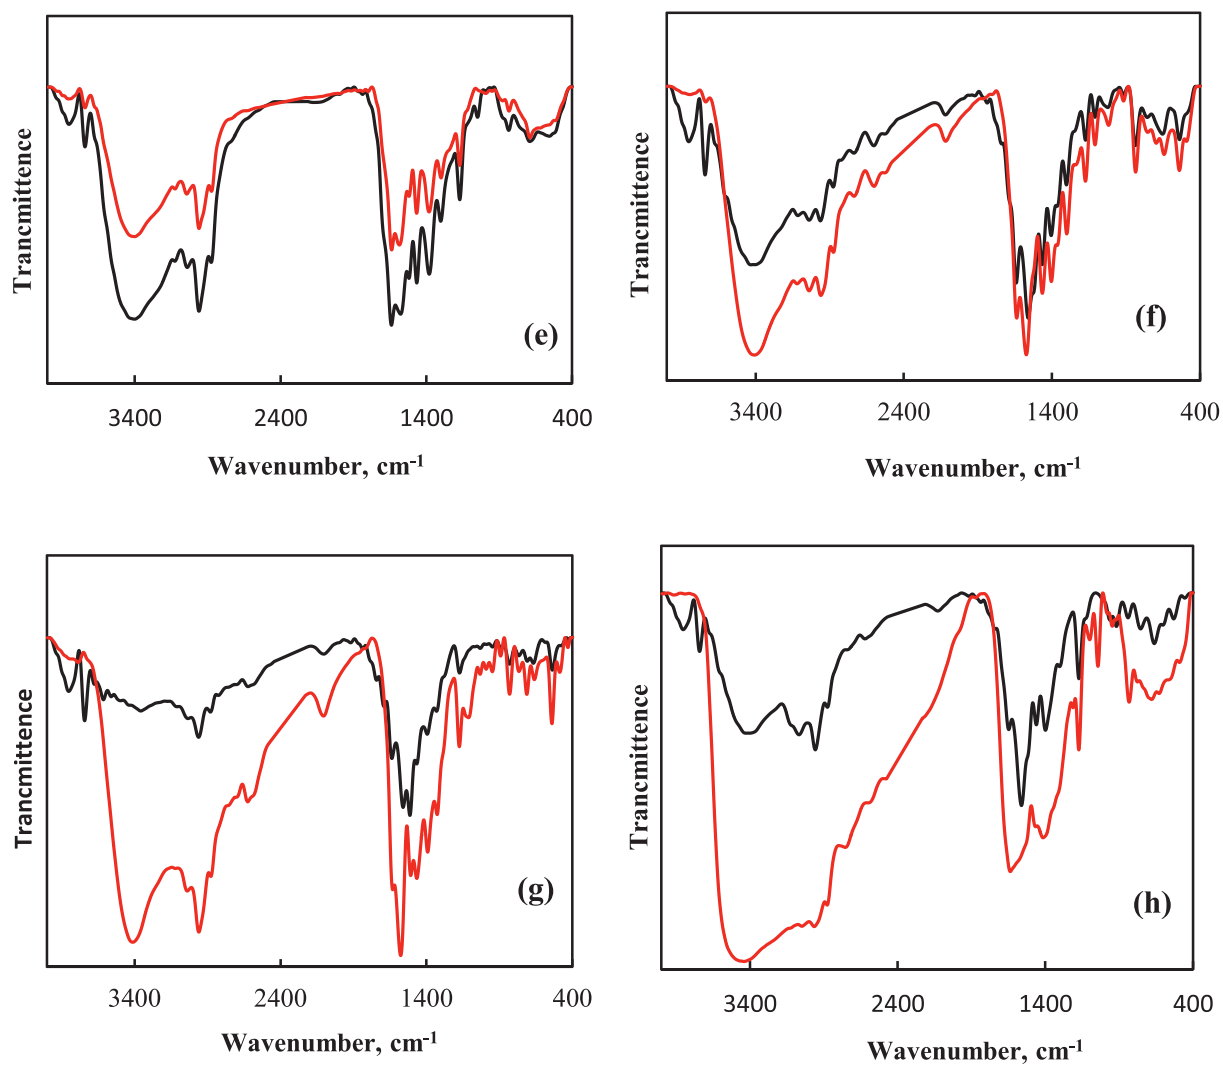 Trancmittence
(e)
3400 2400 1400 400
Wavenumber, cm-1
Trancmittence
(f)
3400 2400 1400 400
Wavenumber, cm-1
Trancmittence
(g)
3400 2400 1400 400
Wavenumber, cm-1
Trancmittence
(h)
3400 2400 1400 400
Wavenumber, cm-1